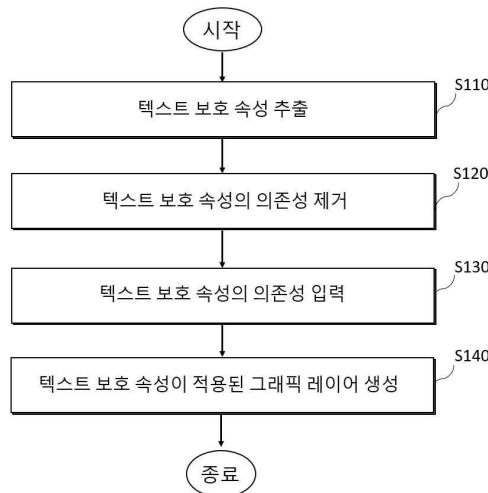 시작
텍스트 보호 속성 추출
S110
텍스트 보호 속성의 의존성 제거
S120
텍스트 보호 속성의 의존성 입력
S130
텍스트 보호 속성이 적용된 그래픽 레이어 생성
S140
종료